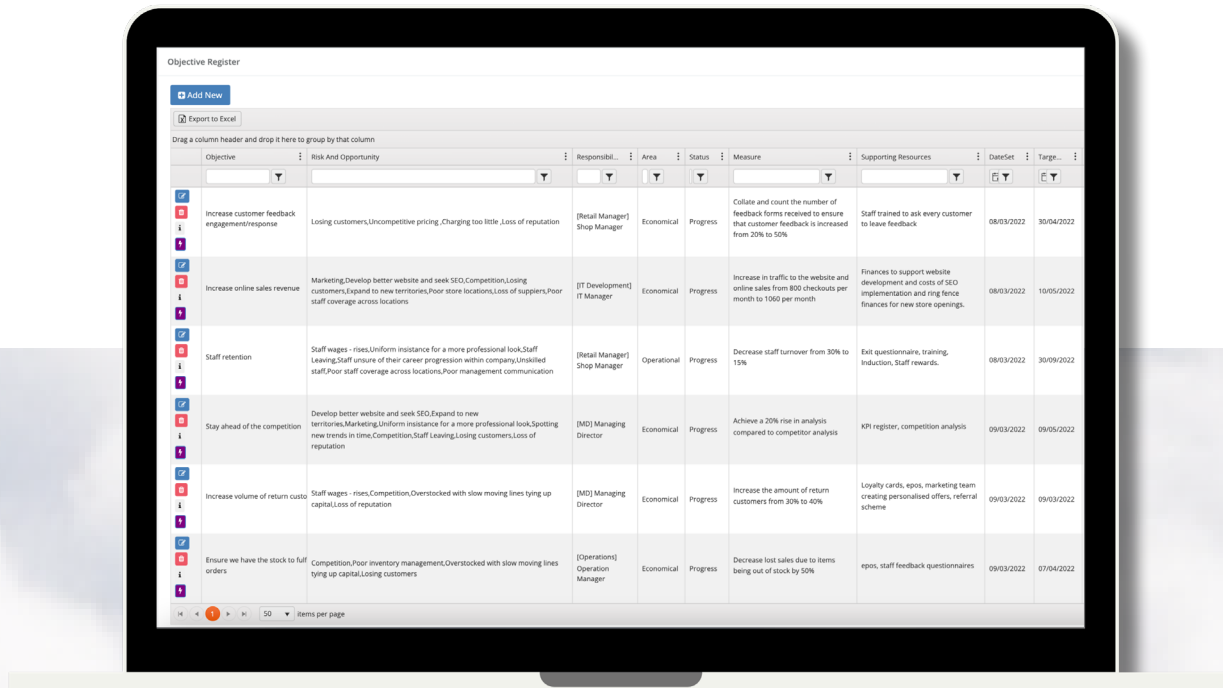 Objective Register
Add New
Export to Excel
Drag a column header and drop it here to group by that column
Objective Risk And Opportunity Responsibil... Area Status Measure Supporting Resources DateSet Targe...
Increase customer feedback
engagement/response
Losing customers,Uncompetitive pricing ,Charging too little ,Loss of reputation
[Retail Manager]
Shop Manager
Economical
Progress
Collate and count the number of
feedback forms received to ensure
that customer feedback is increased
from 20% to 50%
Staff trained to ask every customer
to leave feedback
08/03/2022
30/04/2022
Increase online sales revenue
Marketing,Develop better website and seek SEO,Competition,Losing
customers,Expand to new territories,Poor store locations,Loss of suppiers,Poor
staff coverage across locations
[IT Development]
IT Manager
Economical
Progress
Increase in traffic to the website and
online sales from 800 checkouts per
month to 1060 per month
Finances to support website
development and costs of SEO
implementation and ring fence
finances for new store openings.
08/03/2022
10/05/2022
Staff retention
Staff wages - rises,Uniform insistance for a more professional look,Staff
Leaving,Staff unsure of their career progression within company,Unskilled
staff,Poor staff coverage across locations,Poor management communication
[Retail Manager]
Shop Manager
Operational
Progress
Decrease staff turnover from 30% to
15%
Exit questionnaire, training,
Induction, Staff rewards.
08/03/2022
30/09/2022
Stay ahead of the competition
Develop better website and seek SEO,Expand to new
territories,Marketing,Uniform insistance for a more professional look,Spotting
new trends in time,Competition,Staff Leaving,Losing customers,Loss of
reputation
[MD] Managing
Director
Economical
Progress
Achieve a 20% rise in analysis
compared to competitor analysis
KPI register, competition analysis
09/03/2022
09/05/2022
Increase volume of return custo
Staff wages - rises,Competition,Overstocked with slow moving lines tying up
capital,Loss of reputation
[MD] Managing
Director
Economical
Progress
Increase the amount of return
customers from 30% to 40%
Loyalty cards, epos, marketing team
creating personalised offers, referral
scheme
09/03/2022
09/03/2022
Ensure we have the stock to fulf
orders
Competition,Poor inventory management,Overstocked with slow moving lines
tying up capital,Losing customers
[Operations]
Operation
Manager
Economical
Progress
Decrease lost sales due to items
being out of stock by 50%
epos, staff feedback questionnaires
09/03/2022
07/04/2022
1 50 items per page